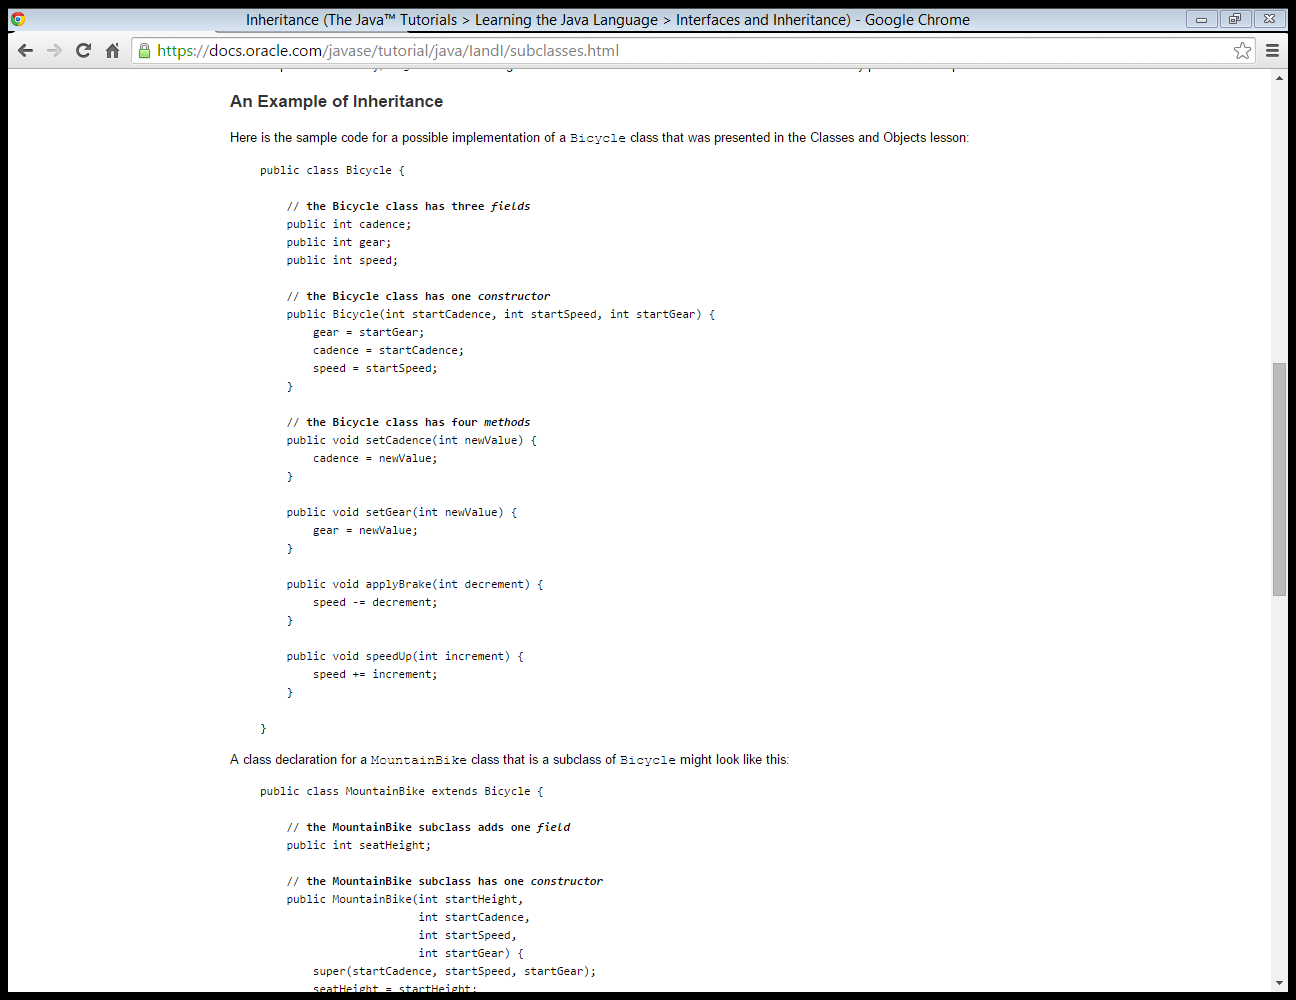 Inheritance (The Java™ Tutorials > Learning the Java Language > Interfaces and Inheritance) - Google Chrome
https://docs.oracle.com/javase/tutorial/java/IandI/subclasses.html
An Example of Inheritance
Here is the sample code for a possible implementation of a Bicycle class that was presented in the Classes and Objects lesson:
public class Bicycle {
// the Bicycle class has three fields
public int cadence;
public int gear;
public int speed;
// the Bicycle class has one constructor
public Bicycle(int startCadence, int startSpeed, int startGear) {
gear = startGear;
cadence = startCadence;
speed = startSpeed;
}
// the Bicycle class has four methods
public void setCadence(int newValue) {
cadence = newValue;
}
public void setGear(int newValue) {
gear = newValue;
}
public void applyBrake(int decrement) {
speed -= decrement;
}
public void speedUp(int increment) {
speed += increment;
}
}
A class declaration for a MountainBike class that is a subclass of Bicycle might look like this:
public class MountainBike extends Bicycle {
// the MountainBike subclass adds one field
public int seatHeight;
// the MountainBike subclass has one constructor
public MountainBike(int startHeight,
int startCadence,
int startSpeed,
int startGear) {
super(startCadence, startSpeed, startGear);
seatHeight = startHeight;